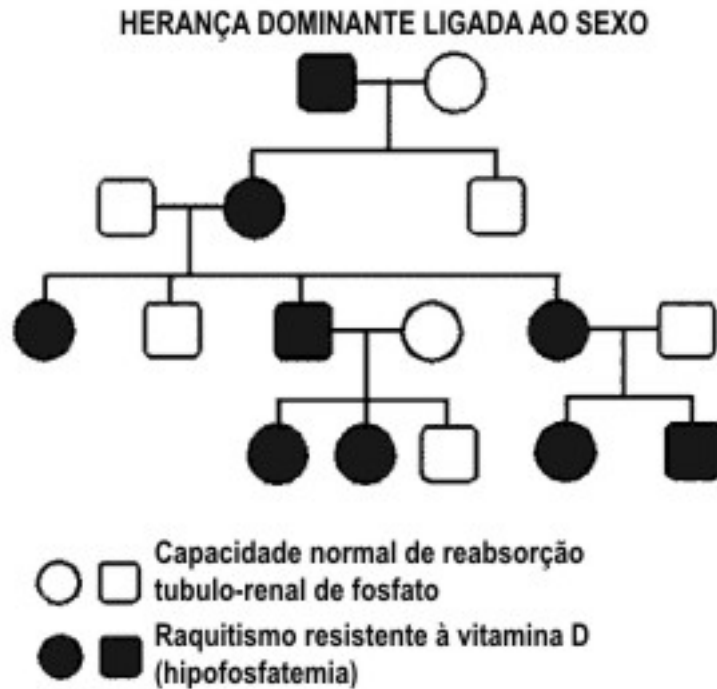 HERANÇA DOMINANTE LIGADA AO SEXO
Capacidade normal de reabsorção
tubulo-renal de fosfato
Raquitismo resistente à vitamina D
(hipofosfatemia)